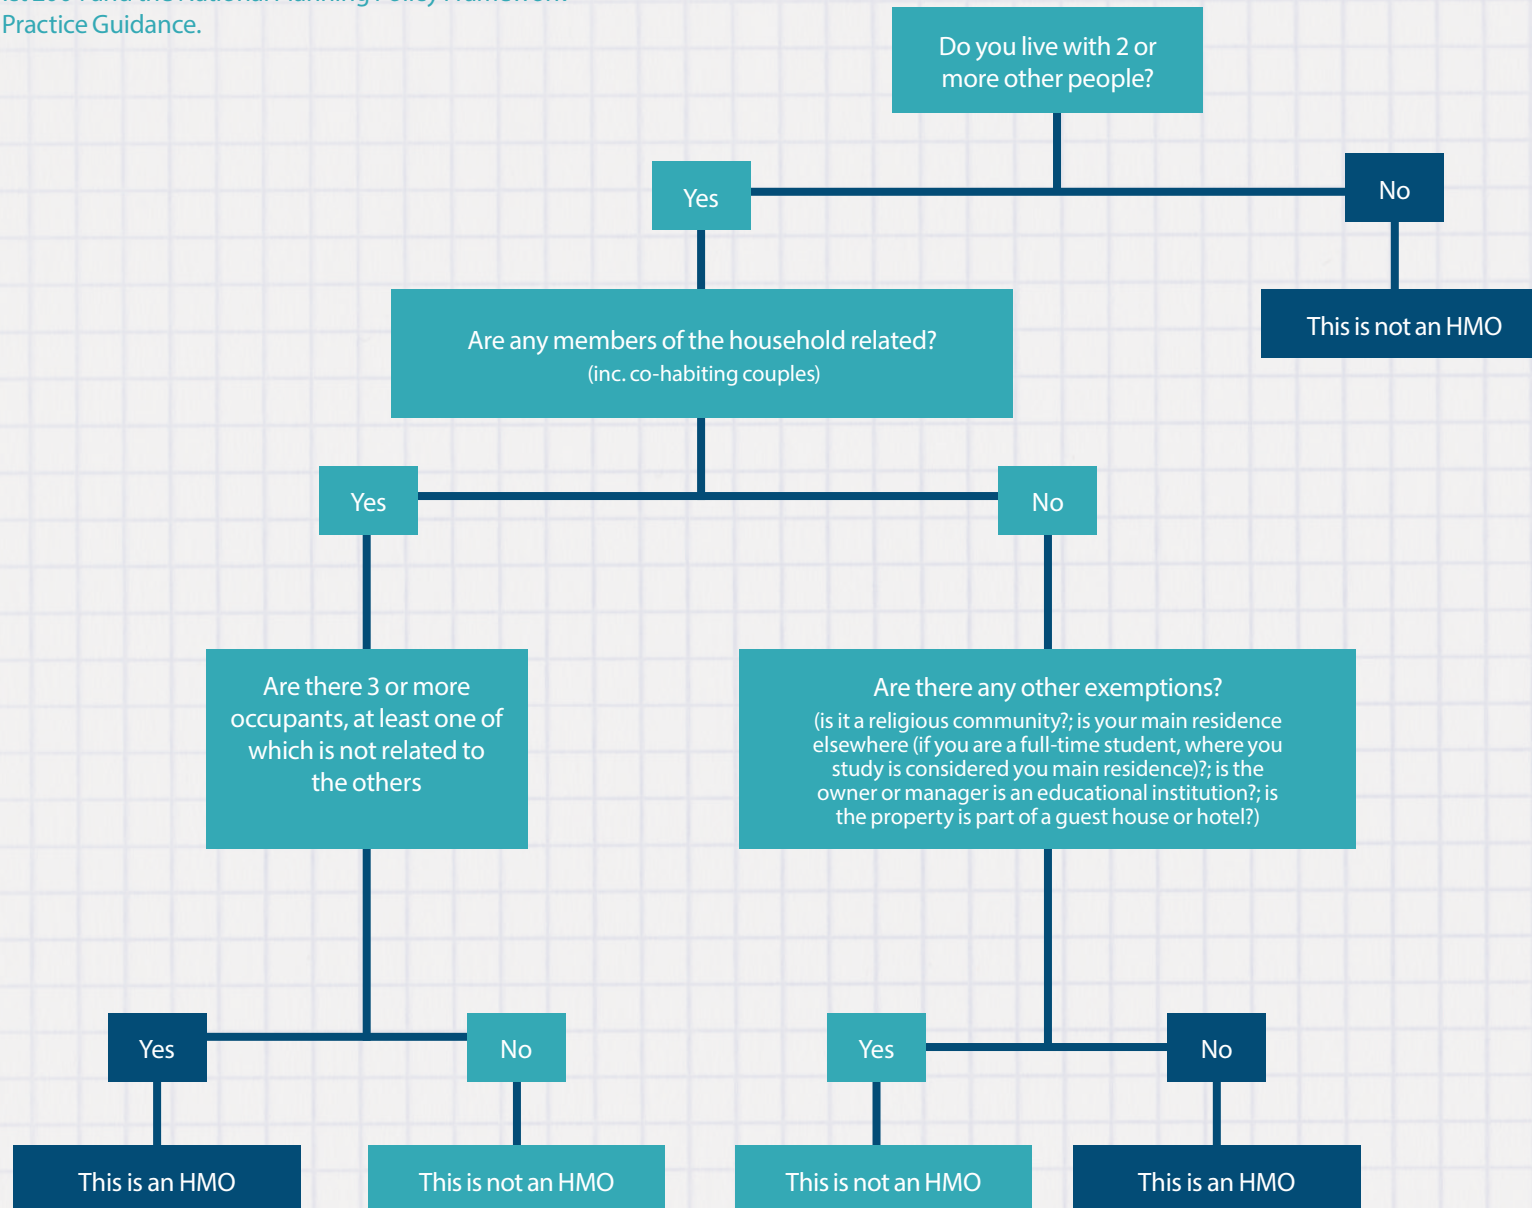 Practice Guidance.
Do you live with 2 or
more other people?
Yes
No
This is not an HMO
Are any members of the household related?
(inc. co-habiting couples)
Yes
No
Are there 3 or more
occupants, at least one of
which is not related to
the others
Are there any other exemptions?
(is it a religious community?; is your main residence
elsewhere (if you are a full-time student, where you
study is considered you main residence)?; is the
owner or manager is an educational institution?; is
the property is part of a guest house or hotel?)
Yes
No
Yes
No
This is an HMO
This is not an HMO
This is not an HMO
This is an HMO